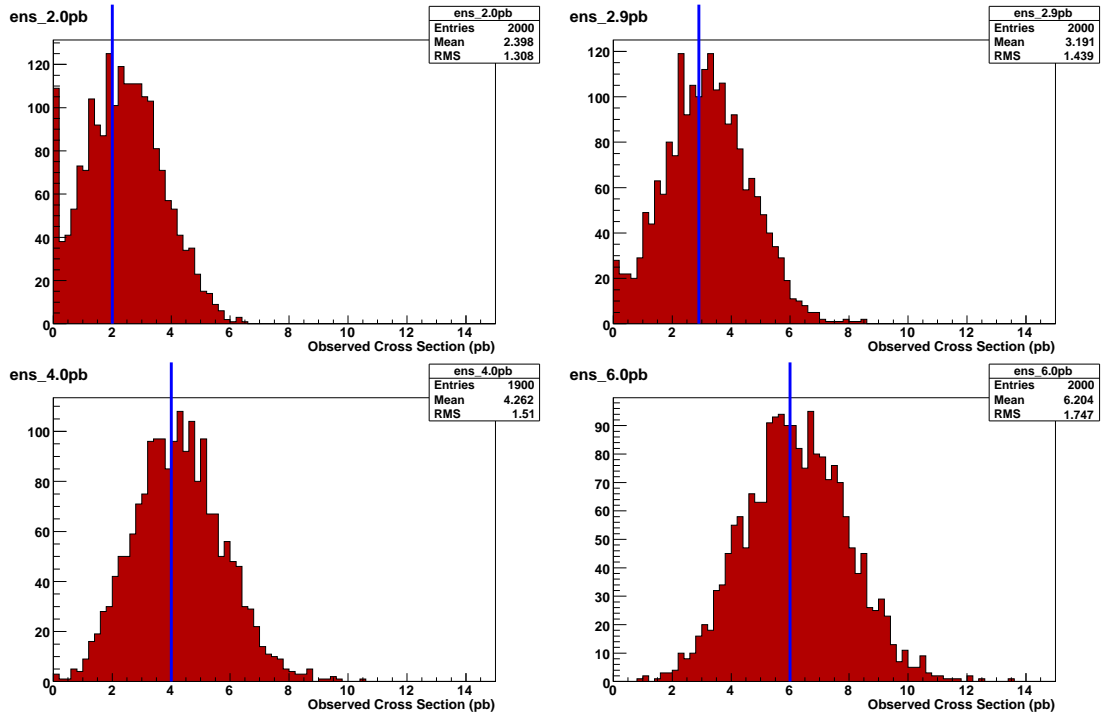 ens_2.0pb
ens_2.0pb
Entries 2000
Mean 2.398
RMS 1.308
120
100
80
60
40
20
0
0 2 4 6 8 10 12 14
Observed Cross Section (pb)
ens_2.9pb
ens_2.9pb
Entries 2000
Mean 3.191
RMS 1.439
120
100
80
60
40
20
0
0 2 4 6 8 10 12 14
Observed Cross Section (pb)
ens_4.0pb
ens_4.0pb
Entries 1900
Mean 4.262
RMS 1.51
100
80
60
40
20
0
0 2 4 6 8 10 12 14
Observed Cross Section (pb)
ens_6.0pb
ens_6.0pb
Entries 2000
Mean 6.204
RMS 1.747
90
80
70
60
50
40
30
20
10
0
0 2 4 6 8 10 12 14
Observed Cross Section (pb)